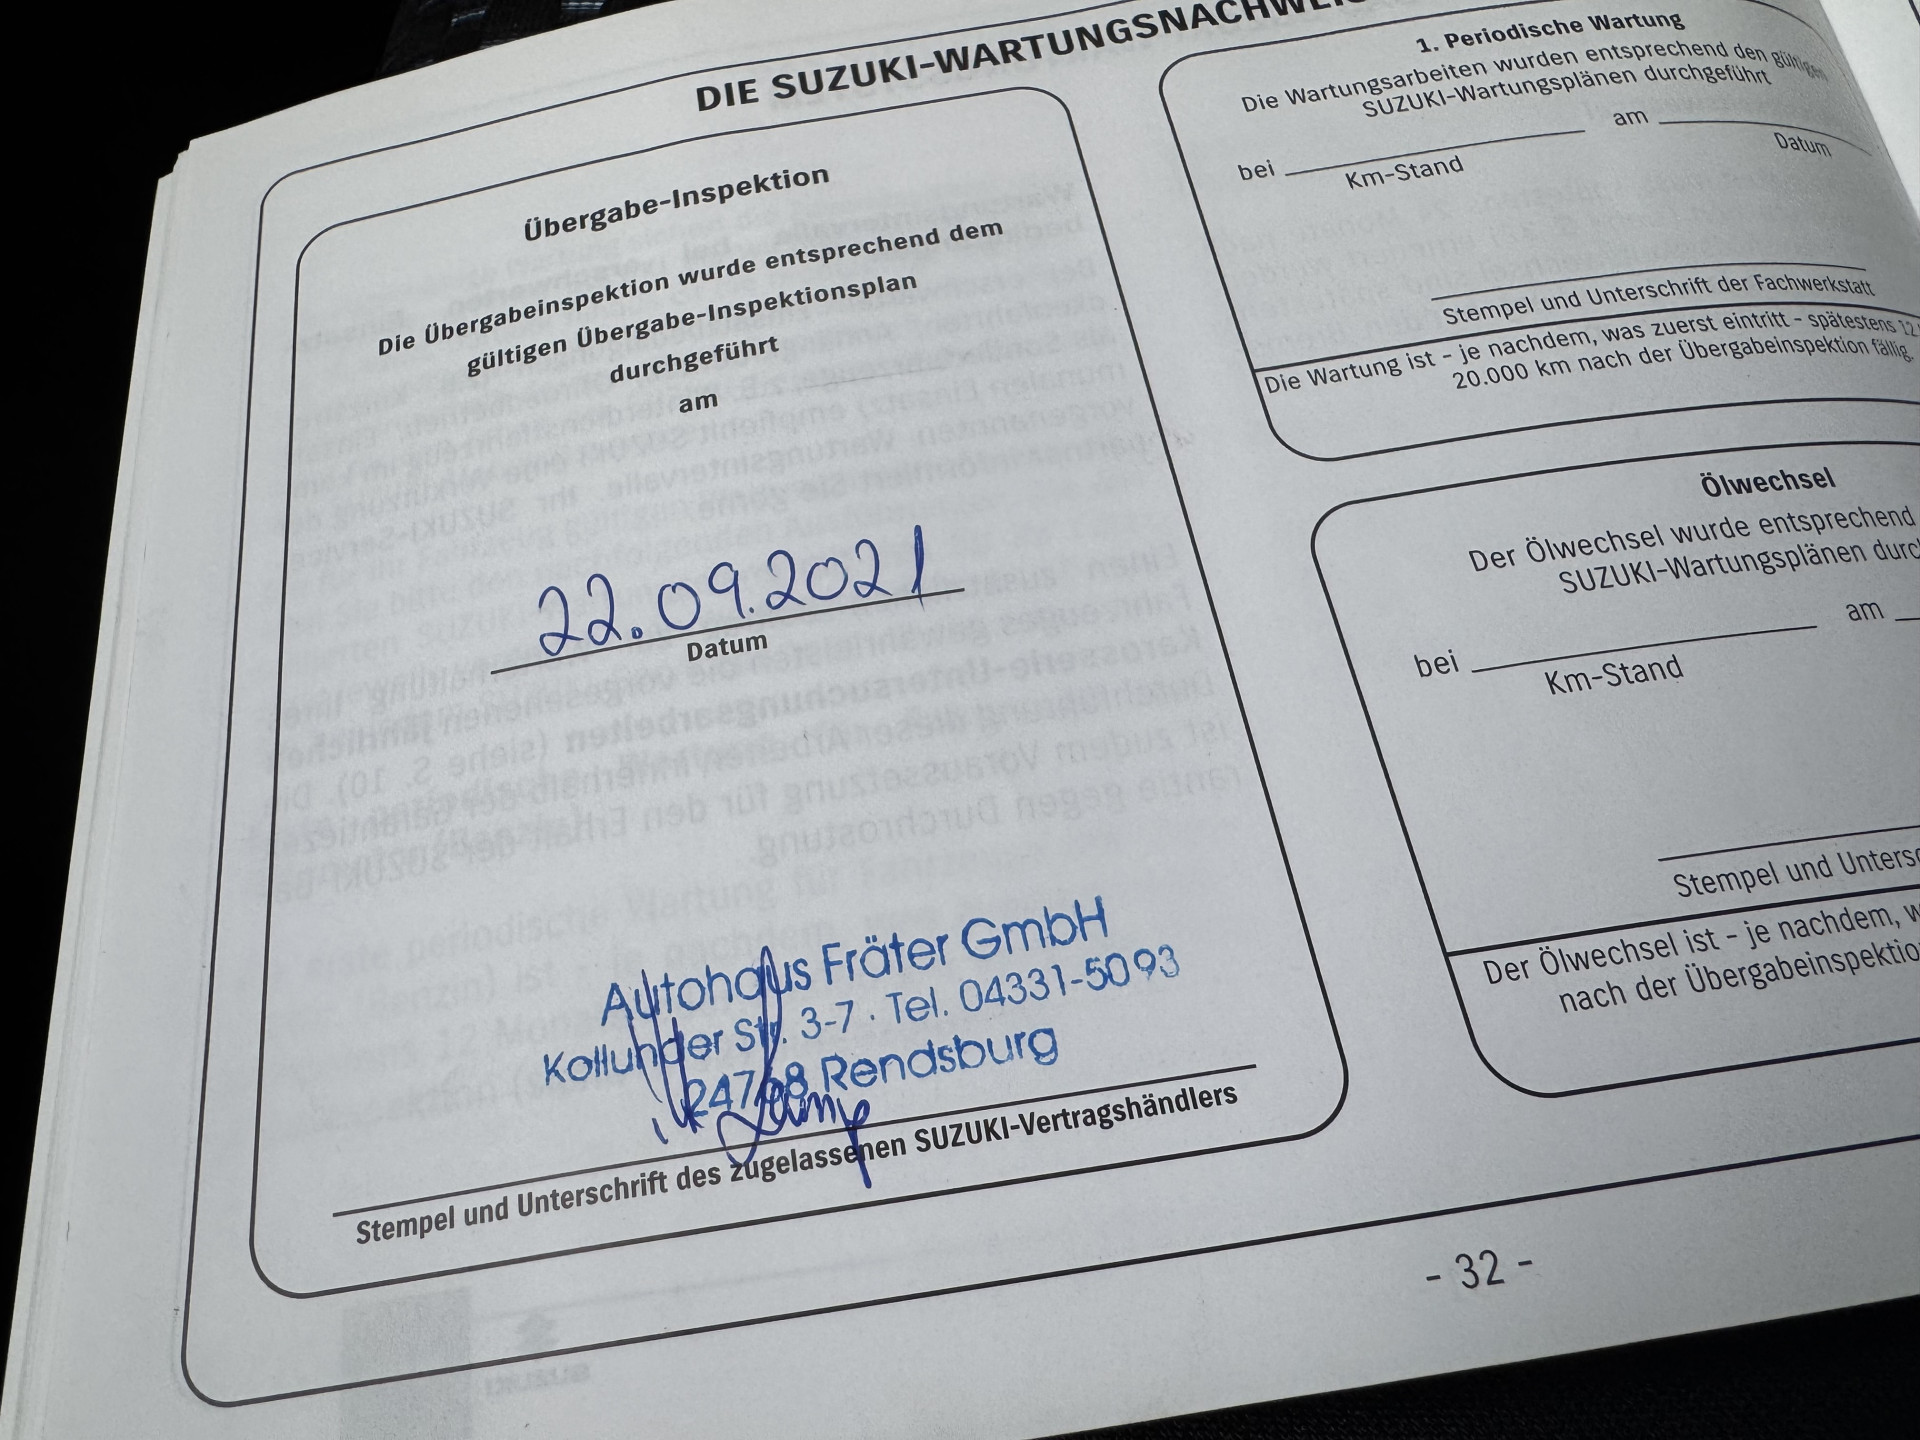 DIE SUZUKI-WARTUNGSNACHWEIS
Übergabe-Inspektion
Die Übergabeinspektion wurde entsprechend dem
gültigen Übergabe-Inspektionsplan
durchgeführt
am
22.09.2021
Datum
Autohaus Fräter GmbH
Kollunder Str. 3-7 · Tel. 04331-5093
24768 Rendsburg
Stempel und Unterschrift des zugelassenen SUZUKI-Vertragshändlers
1. Periodische Wartung
Die Wartungsarbeiten wurden entsprechend den gültigen
SUZUKI-Wartungsplänen durchgeführt
bei am
Km-Stand Datum
Stempel und Unterschrift der Fachwerkstatt
Die Wartung ist - je nachdem, was zuerst eintritt - spätestens 12
20.000 km nach der Übergabeinspektion fällig.
Ölwechsel
Der Ölwechsel wurde entsprechend
SUZUKI-Wartungsplänen durc
bei am
Km-Stand
Stempel und Unters
Der Ölwechsel ist - je nachdem, w
nach der Übergabeinspektio
- 32 -